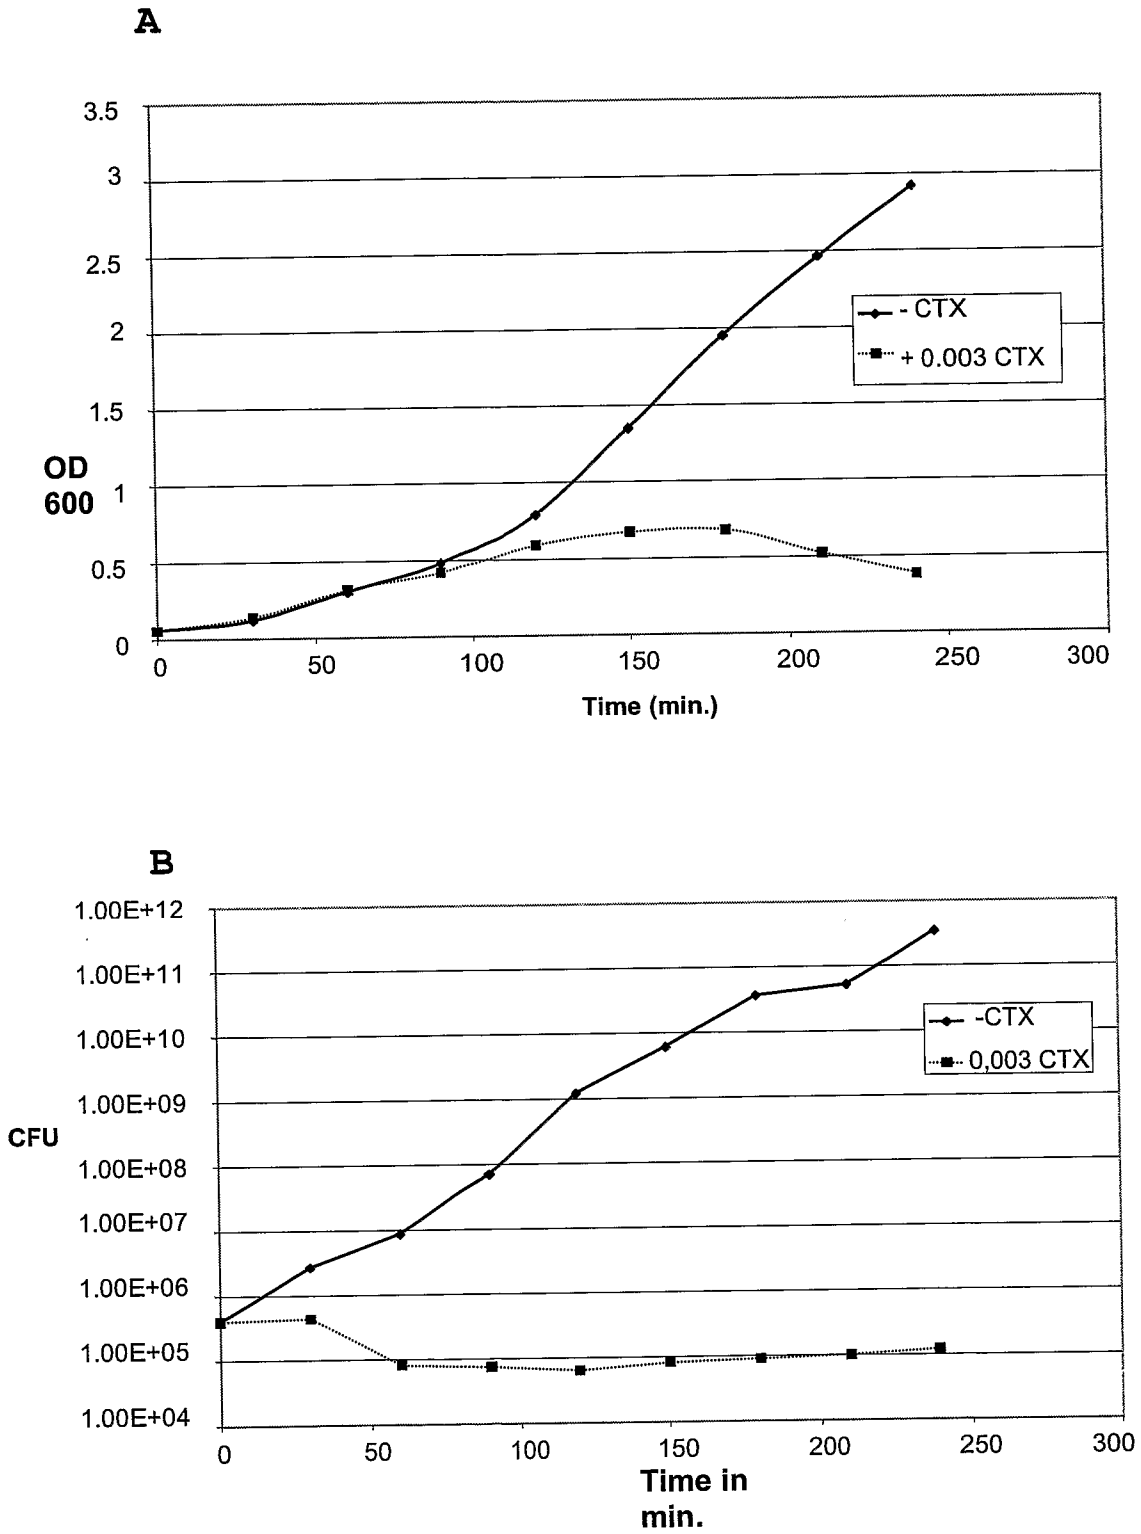 A
3.5
3
2.5
2
1.5
1
0.5
0
OD
600
- CTX
+ 0.003 CTX
0 50 100 150 200 250 300
Time (min.)
B
1.00E+12
1.00E+11
1.00E+10
1.00E+09
1.00E+08
1.00E+07
1.00E+06
1.00E+05
1.00E+04
CFU
-CTX
0,003 CTX
0 50 100 150 200 250 300
Time in
min.